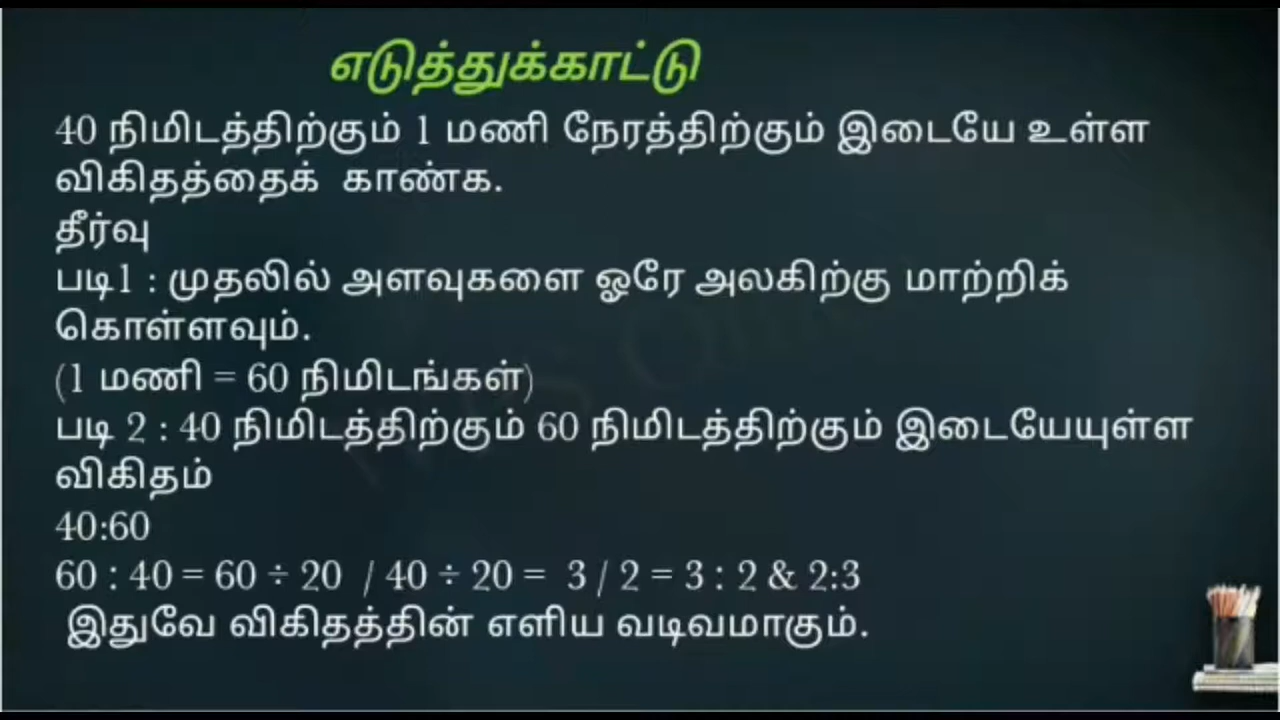 எடுத்துக்காட்டு
40 நிமிடத்திற்கும் 1 மணி நேரத்திற்கும் இடையே உள்ள
விகிதத்தைக் காண்க.
தீர்வு
படி1 : முதலில் அளவுகளை ஓரே அலகிற்கு மாற்றிக்
கொள்ளவும்.
(1 மணி = 60 நிமிடங்கள்)
படி 2 : 40 நிமிடத்திற்கும் 60 நிமிடத்திற்கும் இடையேயுள்ள
விகிதம்
40:60
60 : 40 = 60 ÷ 20 / 40 ÷ 20 = 3 / 2 = 3 : 2 & 2:3
இதுவே விகிதத்தின் எளிய வடிவமாகும்.